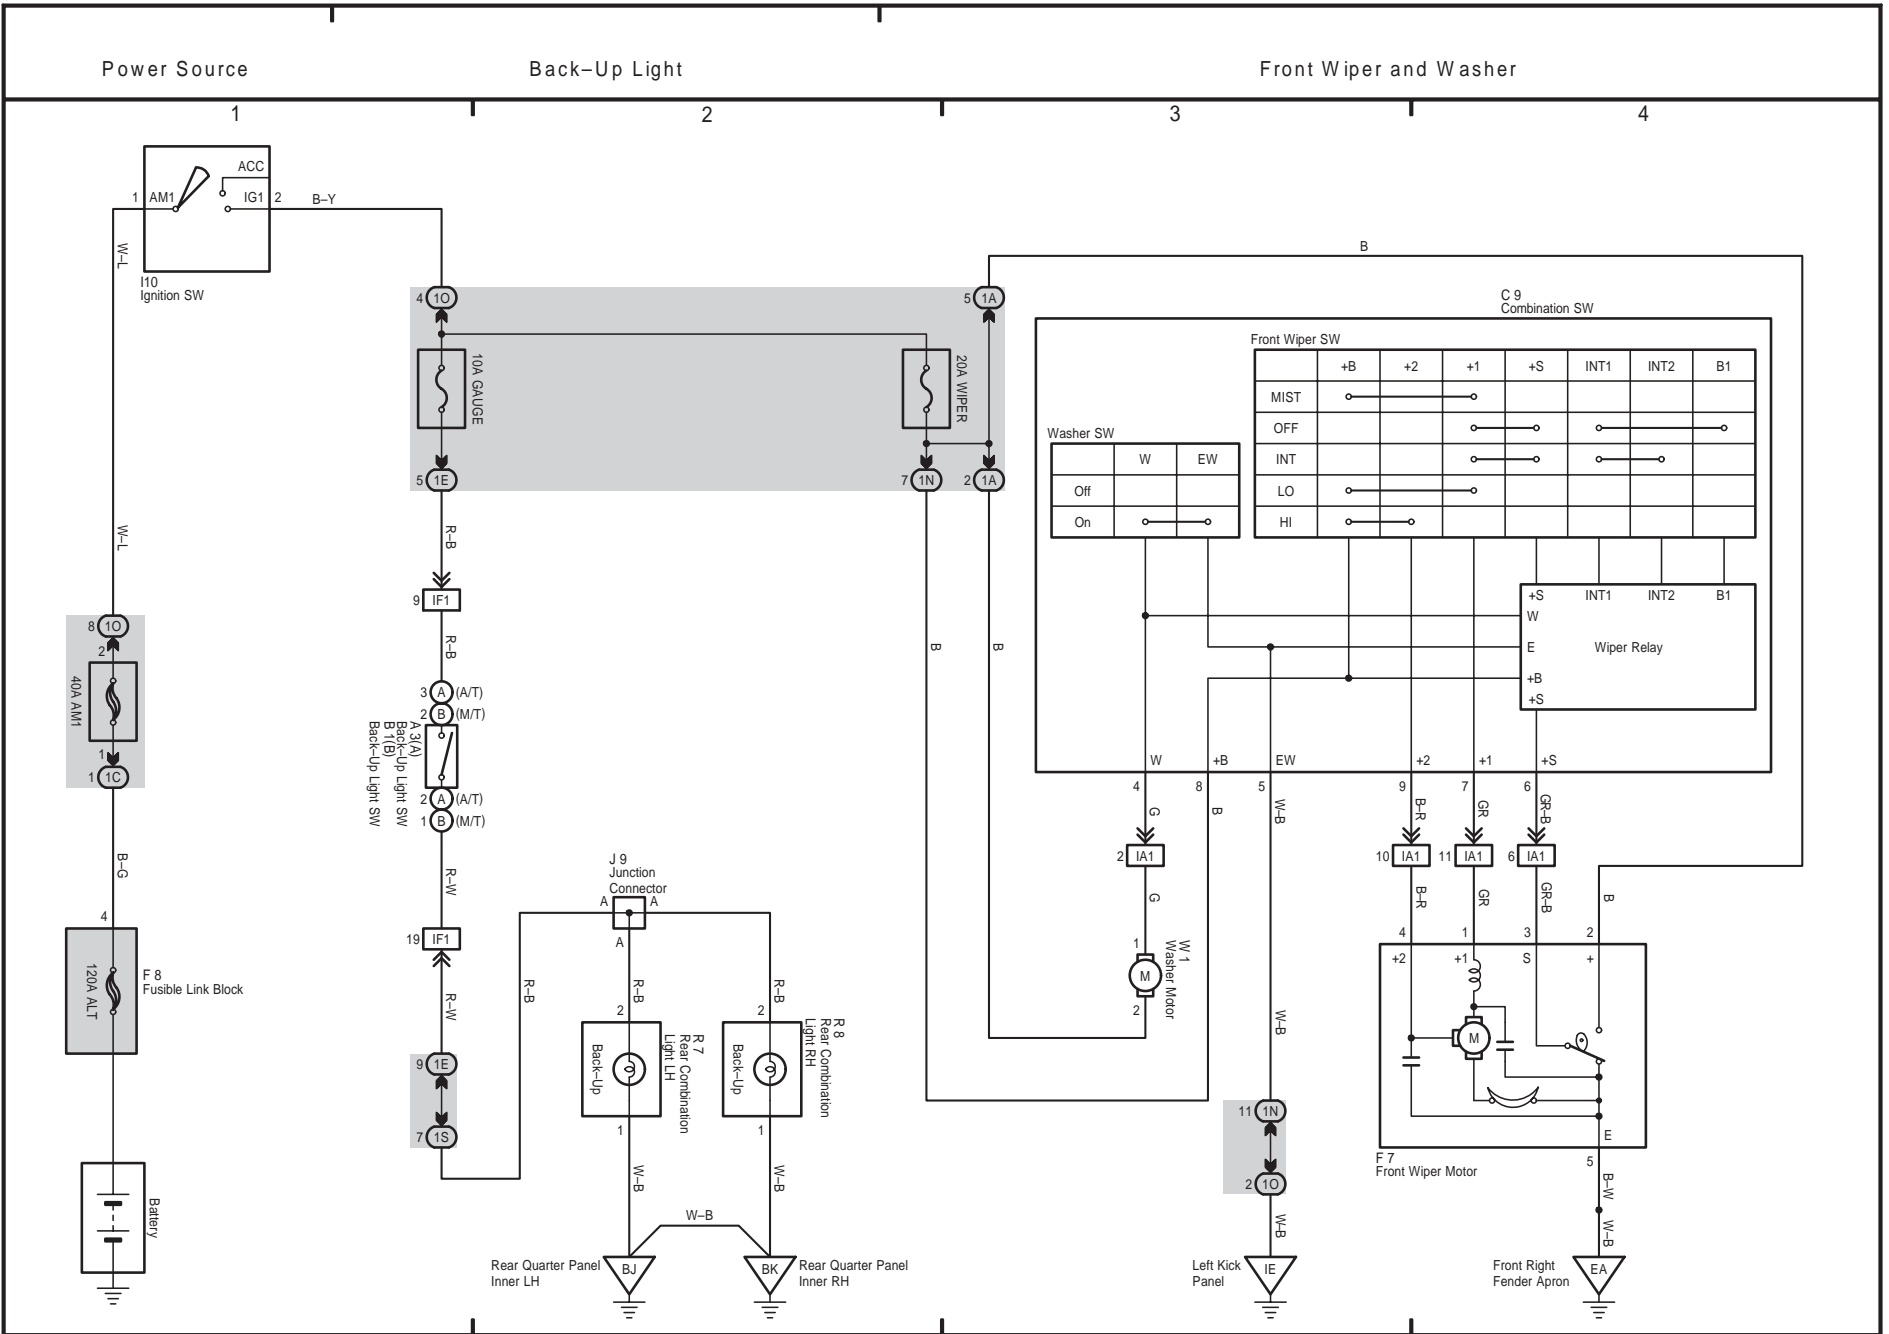 Power Source
Back–Up Light
Front Wiper and Washer
1
2
3
4
ACC
1
AM1
IG1
2
B–Y
W–L
I10
Ignition SW
B
4
1O
5
1A
10A GAUGE
20A WIPER
5
1E
7
1N
2
1A
C 9
Combination SW
Front Wiper SW
+B
+2
+1
+S
INT1
INT2
B1
MIST
OFF
INT
LO
HI
Washer SW
W
EW
Off
On
+S
INT1
INT2
B1
W
E
Wiper Relay
+B
+S
W
+B
EW
+2
+1
+S
4
8
5
9
7
6
W–L
R–B
9
IF1
R–B
B
B
8
1O
2
40A AM1
1
1
1C
3
A
(A/T)
2
B
(M/T)
A 3(A)
Back–Up Light SW
B 1(B)
Back–Up Light SW
2
A
(A/T)
1
B
(M/T)
G
B
W–B
B–R
GR
GR–B
2
IA1
10
IA1
11
IA1
6
IA1
G
B–R
GR
GR–B
B
B–G
R–W
J 9
Junction
Connector
A
A
A
4
F 8
Fusible Link Block
120A ALT
19
IF1
R–W
R–B
R–B
R–B
1
M
2
W 1
Washer Motor
W–B
4
1
3
2
+2
+1
S
+
M
E
F 7
Front Wiper Motor
5
2
2
Back–Up
R 7
Rear Combination
Light LH
Back–Up
R 8
Rear Combination
Light RH
1
1
9
1E
7
1S
11
1N
2
1O
Battery
W–B
W–B
W–B
W–B
B–W
W–B
Rear Quarter Panel
Inner LH
BJ
BK
Rear Quarter Panel
Inner RH
Left Kick
Panel
IE
Front Right
Fender Apron
EA